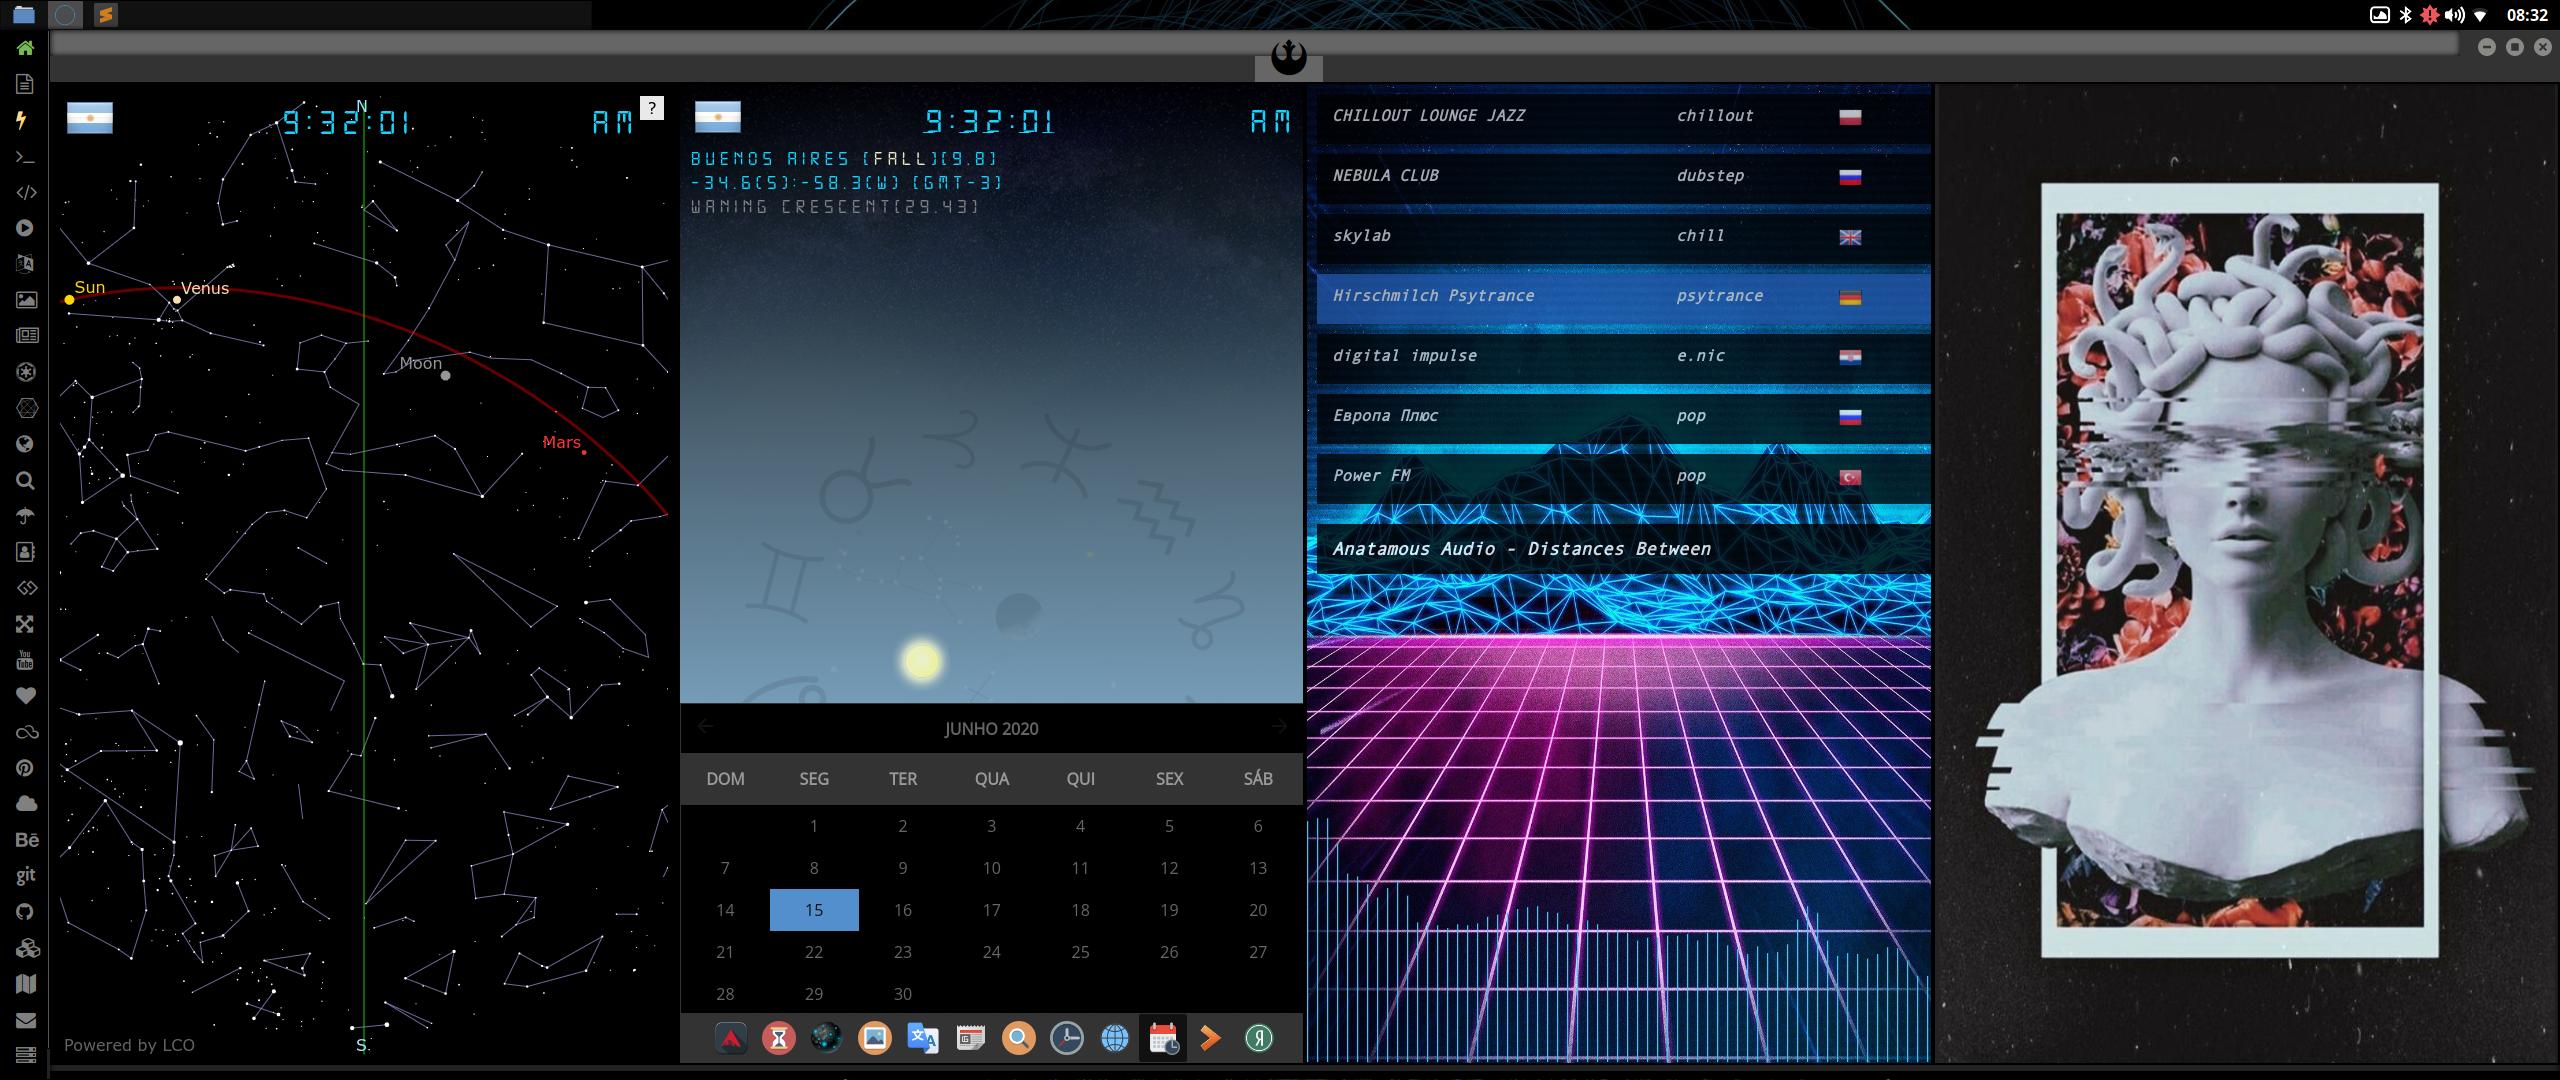 08:32
N
9:32:01 AM
?
Sun
Venus
Moon
Mars
S
Powered by LCO
You
Tube
Bē
git
9:32:01 AM
BUENOS AIRES [FALL][9.8]
-34.6(S):-58.3(W) [GMT-3]
WANING CRESCENT[29.43]
JUNHO 2020
DOM SEG TER QUA QUI SEX SÁB
1 2 3 4 5 6
7 8 9 10 11 12 13
14 15 16 17 18 19 20
21 22 23 24 25 26 27
28 29 30
文 A
Я
CHILLOUT LOUNGE JAZZ chillout
NEBULA CLUB dubstep
skylab chill
Hirschmilch Psytrance psytrance
digital impulse e.nic
Европа Плюс pop
Power FM pop
Anatamous Audio - Distances Between